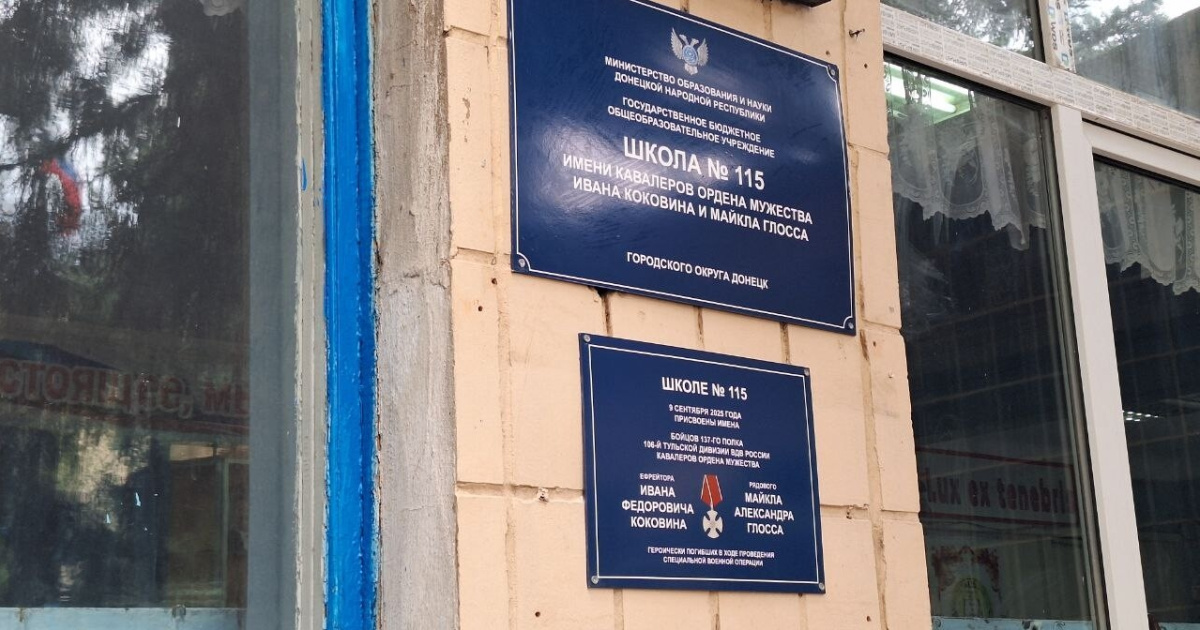 МИНИСТЕРСТВО ОБРАЗОВАНИЯ И НАУКИ
ДОНЕЦКОЙ НАРОДНОЙ РЕСПУБЛИКИ
ГОСУДАРСТВЕННОЕ БЮДЖЕТНОЕ
ОБЩЕОБРАЗОВАТЕЛЬНОЕ УЧРЕЖДЕНИЕ
ШКОЛА № 115
ИМЕНИ КАВАЛЕРОВ ОРДЕНА МУЖЕСТВА
ИВАНА КОКОВИНА И МАЙКЛА ГЛОССА
ГОРОДСКОГО ОКРУГА ДОНЕЦК
ШКОЛЕ № 115
9 СЕНТЯБРЯ 2025 ГОДА
ПРИСВОЕНЫ ИМЕНА
БОЙЦОВ 137-ГО ПОЛКА
106-Й ТУЛЬСКОЙ ДИВИЗИИ ВДВ РОССИИ
КАВАЛЕРОВ ОРДЕНА МУЖЕСТВА
ЕФРЕЙТОРА
ИВАНА
ФЕДОРОВИЧА
КОКОВИНА
РЯДОВОГО
МАЙКЛА
АЛЕКСАНДРА
ГЛОССА
ГЕРОИЧЕСКИ ПОГИБШИХ В ХОДЕ ПРОВЕДЕНИЯ
СПЕЦИАЛЬНОЙ ВОЕННОЙ ОПЕРАЦИИ
Lux ex